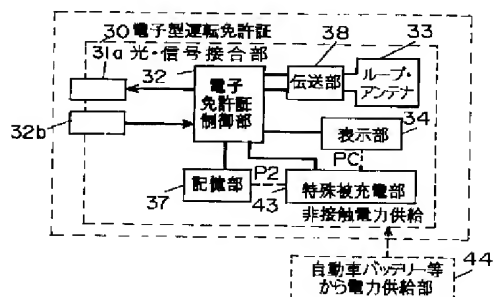 30 電子型運転免許証
31a 光・信号接合部
32
38
33
電子
免許証
制御部
伝送部
ループ・
アンテナ
32b
表示部
34
PC
P2
記憶部
特殊被充電部
37
43
非接触電力供給
44
自動車バッテリー等
から電力供給部